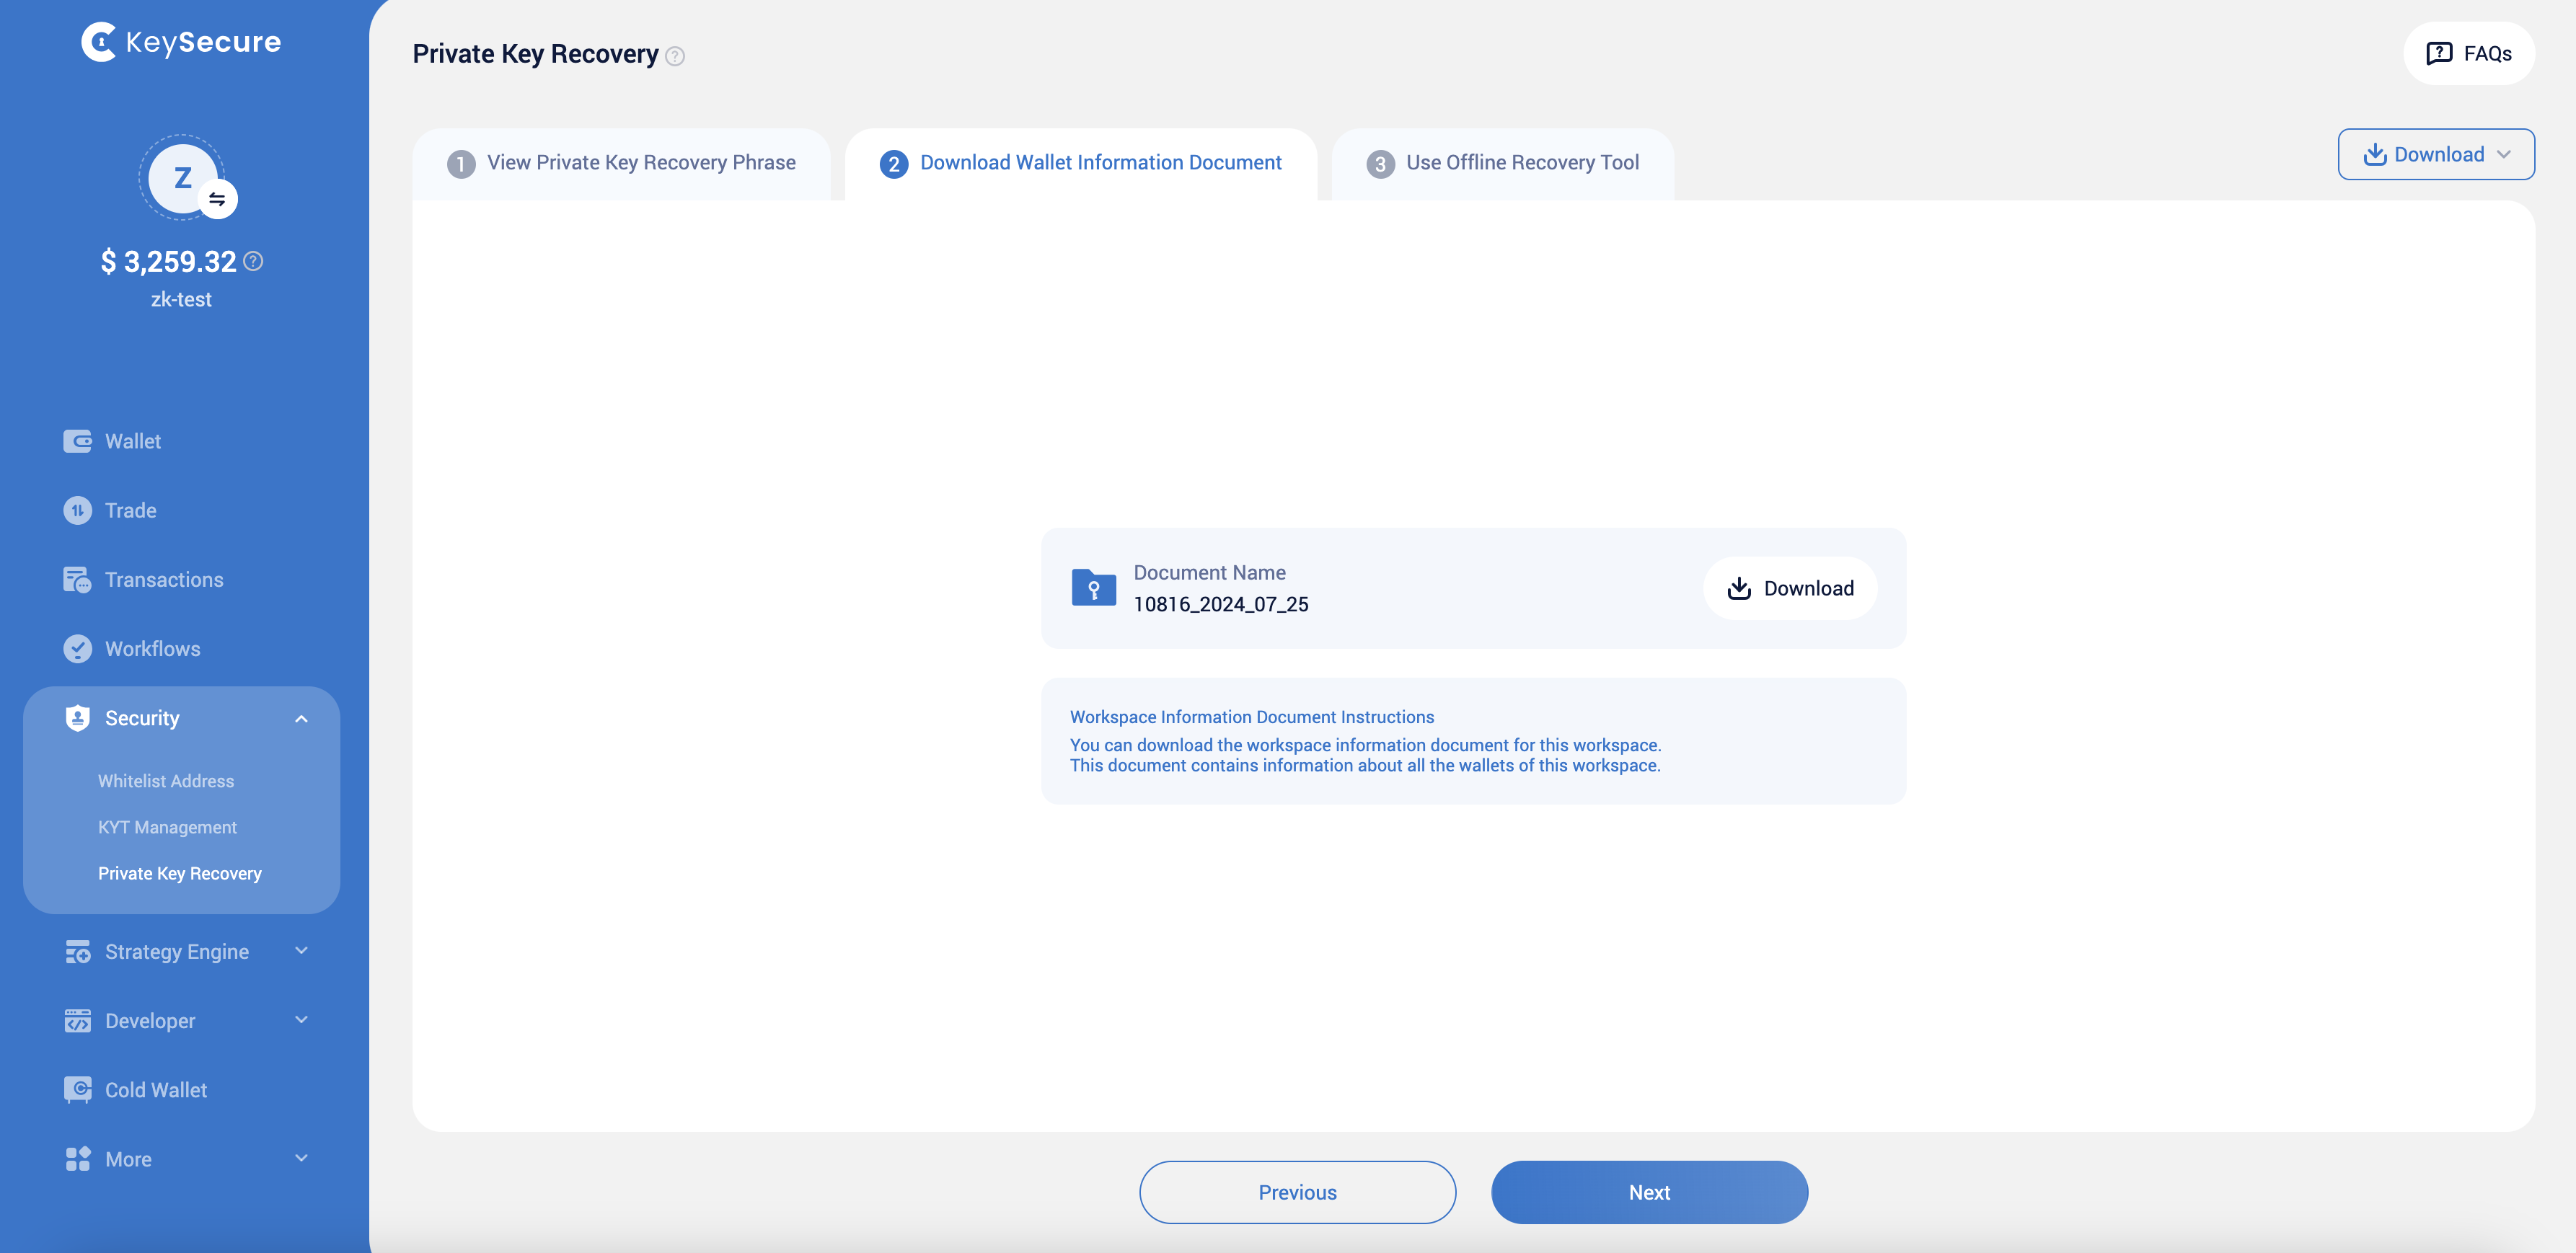 KeySecure
Z
$ 3,259.32
zk-test
Wallet
Trade
Transactions
Workflows
Security
Whitelist Address
KYT Management
Private Key Recovery
Strategy Engine
Developer
Cold Wallet
More
Private Key Recovery
FAQs
1 View Private Key Recovery Phrase
2 Download Wallet Information Document
3 Use Offline Recovery Tool
Download
Document Name
10816_2024_07_25
Download
Workspace Information Document Instructions
You can download the workspace information document for this workspace.
This document contains information about all the wallets of this workspace.
Previous
Next